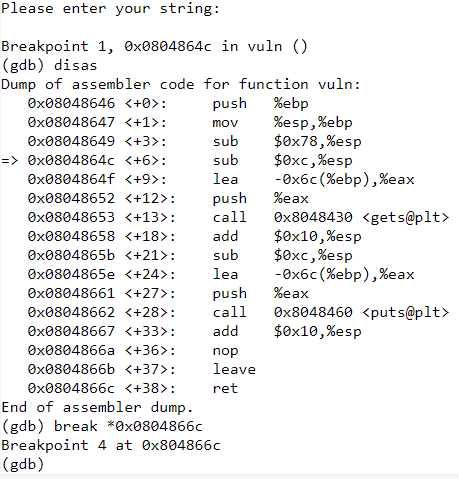 Please enter your string:
Breakpoint 1, 0x0804864c in vuln ()
(gdb) disas
Dump of assembler code for function vuln:
   0x08048646 <+0>:     push   %ebp
   0x08048647 <+1>:     mov    %esp,%ebp
   0x08048649 <+3>:     sub    $0x78,%esp
=> 0x0804864c <+6>:     sub    $0xc,%esp
   0x0804864f <+9>:     lea    -0x6c(%ebp),%eax
   0x08048652 <+12>:    push   %eax
   0x08048653 <+13>:    call   0x8048430 <gets@plt>
   0x08048658 <+18>:    add    $0x10,%esp
   0x0804865b <+21>:    sub    $0xc,%esp
   0x0804865e <+24>:    lea    -0x6c(%ebp),%eax
   0x08048661 <+27>:    push   %eax
   0x08048662 <+28>:    call   0x8048460 <puts@plt>
   0x08048667 <+33>:    add    $0x10,%esp
   0x0804866a <+36>:    nop
   0x0804866b <+37>:    leave
   0x0804866c <+38>:    ret
End of assembler dump.
(gdb) break *0x0804866c
Breakpoint 4 at 0x804866c
(gdb)